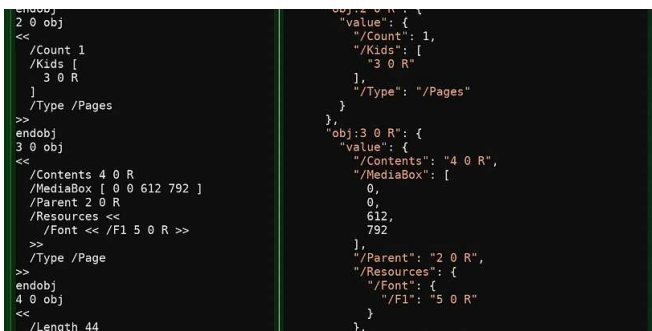 endobj
2 0 obj
<<
  /Count 1
  /Kids [
    3 0 R
  ]
  /Type /Pages
>>
endobj
3 0 obj
<<
  /Contents 4 0 R
  /MediaBox [ 0 0 612 792 ]
  /Parent 2 0 R
  /Resources <<
    /Font << /F1 5 0 R >>
  >>
  /Type /Page
>>
endobj
4 0 obj
<<
  /Length 44
"obj:2 0 R": {
  "value": {
    "/Count": 1,
    "/Kids": [
      "3 0 R"
    ],
    "/Type": "/Pages"
  }
},
"obj:3 0 R": {
  "value": {
    "/Contents": "4 0 R",
    "/MediaBox": [
      0,
      0,
      612,
      792
    ],
    "/Parent": "2 0 R",
    "/Resources": {
      "/Font": {
        "/F1": "5 0 R"
      }
    },